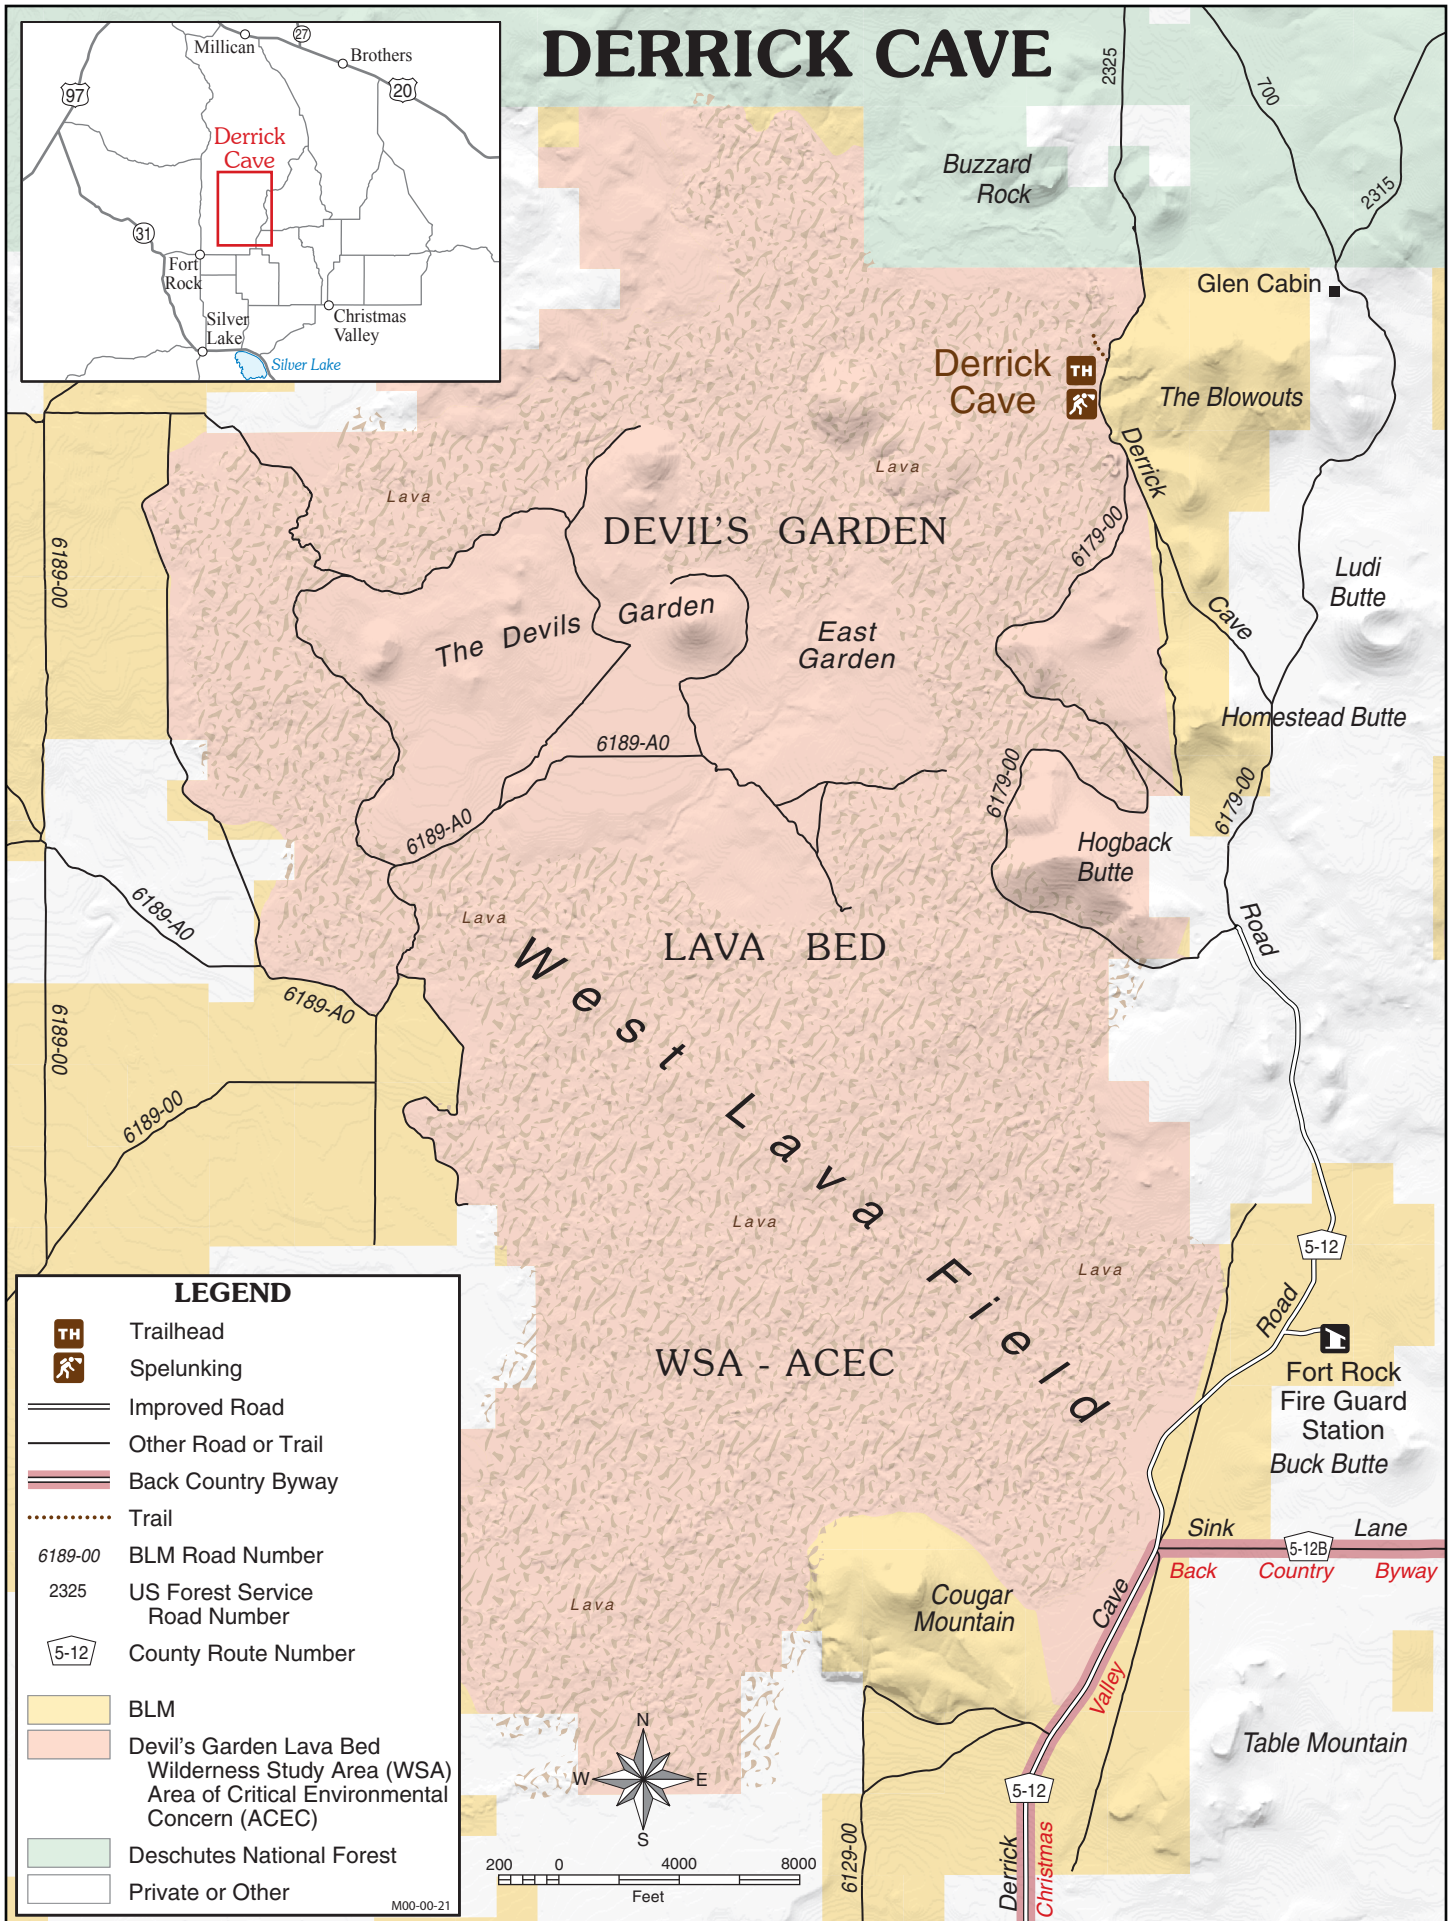 DERRICK CAVE
Millican
27
Brothers
97
20
Derrick
Cave
31
Fort
Rock
Christmas
Valley
Silver
Lake
Silver Lake
2325
700
2315
Buzzard
Rock
Glen Cabin
Derrick
Cave
TH
The Blowouts
Derrick
Cave
Road
Lava
Lava
DEVIL'S GARDEN
6189-00
6179-00
Ludi
Butte
The Devils Garden
East
Garden
Homestead Butte
6189-A0
6179-00
6179-00
6189-A0
Hogback
Butte
6189-A0
Lava
LAVA BED
West Lava Field
6189-A0
6189-00
6189-00
Lava
Lava
5-12
Road
WSA - ACEC
Fort Rock
Fire Guard
Station
Buck Butte
Sink Lane
5-12B
Back Country Byway
Cave
Cougar
Mountain
Lava
Valley
Table Mountain
5-12
Derrick
Christmas
6129-00
N
W
E
S
200 0 4000 8000
Feet
LEGEND
TH Trailhead
Spelunking
Improved Road
Other Road or Trail
Back Country Byway
Trail
6189-00 BLM Road Number
2325 US Forest Service
Road Number
5-12 County Route Number
BLM
Devil's Garden Lava Bed
Wilderness Study Area (WSA)
Area of Critical Environmental
Concern (ACEC)
Deschutes National Forest
Private or Other
M00-00-21